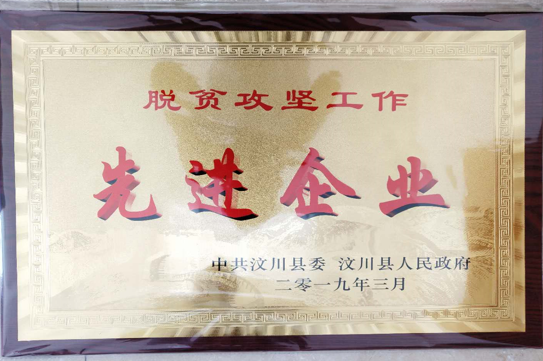 脱贫攻坚工作
先进企业
中共汶川县委 汶川县人民政府
二零一九年三月